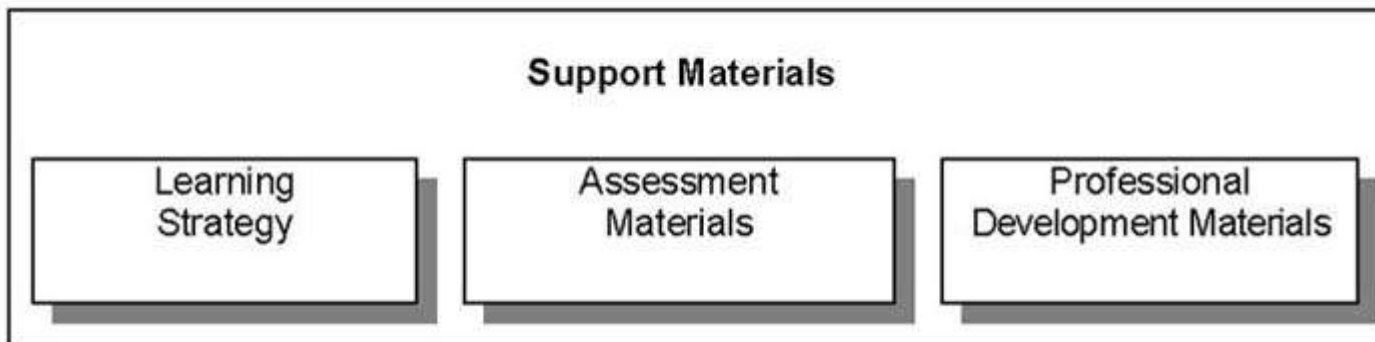 Support Materials
Learning
Strategy
Assessment
Materials
Professional
Development Materials